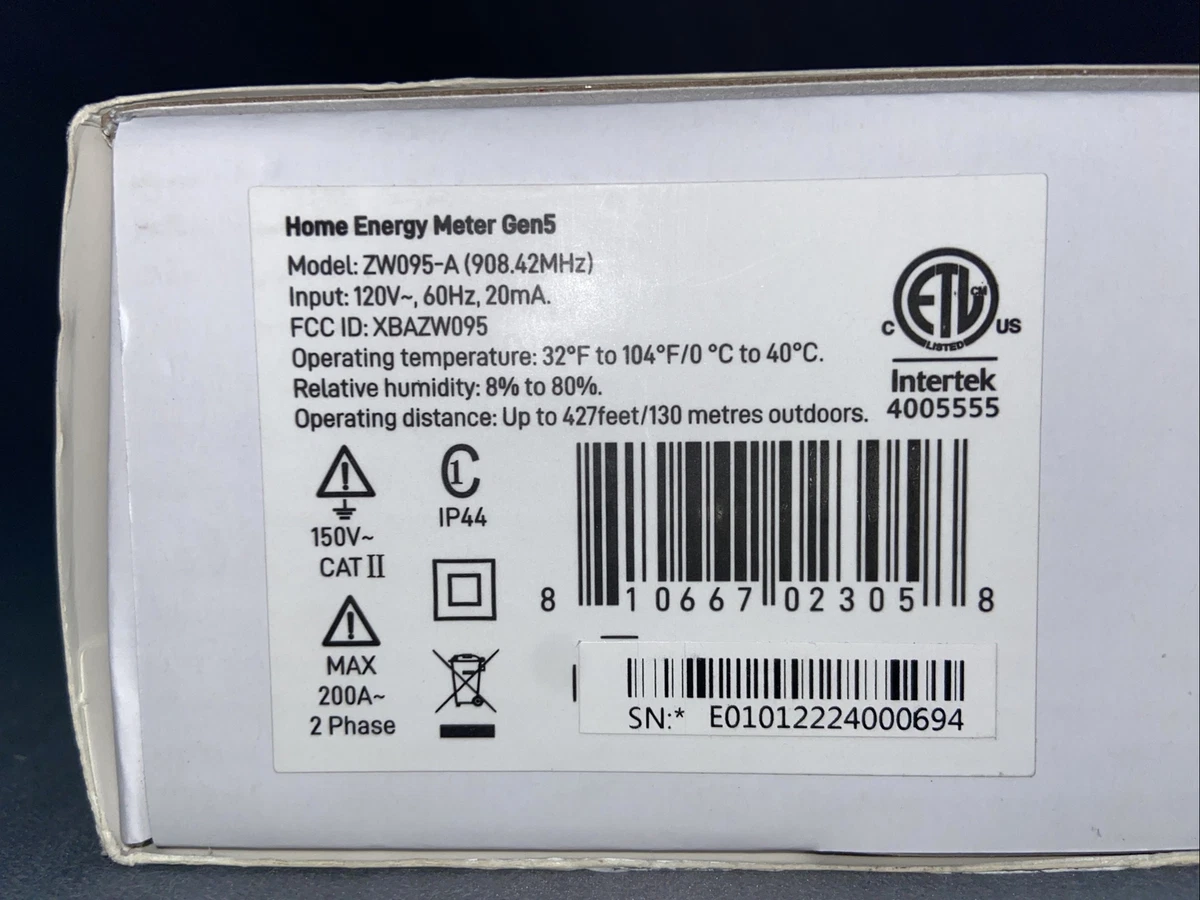 Home Energy Meter Gen5
Model: ZW095-A (908.42MHz)
Input: 120V~, 60Hz, 20mA.
FCC ID: XBAZW095
Operating temperature: 32°F to 104°F/0 °C to 40°C.
Relative humidity: 8% to 80%.
Operating distance: Up to 427feet/130 metres outdoors.
ETL CM
C US
LISTED
Intertek
4005555
150V~
CAT II
MAX
200A~
2 Phase
1
IP44
8 10667 02305 8
SN:* E01012224000694